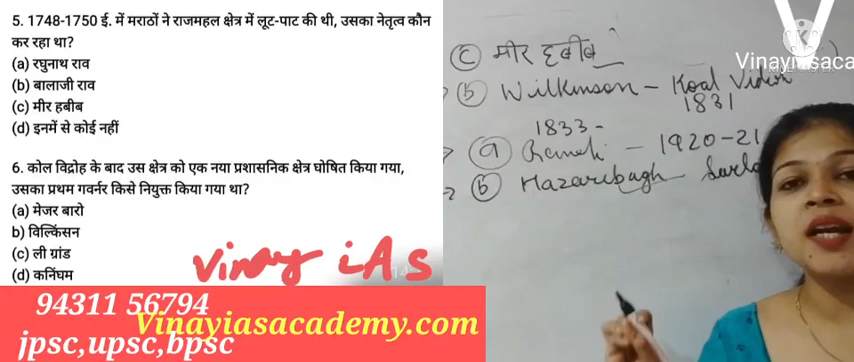 5. 1748-1750 ई. में मराठों ने राजमहल क्षेत्र में लूट-पाट की थी, उसका नेतृत्व कौन
कर रहा था?
(a) रघुनाथ राव
(b) बालाजी राव
(c) मीर हबीब
(d) इनमें से कोई नहीं
6. कोल विद्रोह के बाद उस क्षेत्र को एक नया प्रशासनिक क्षेत्र घोषित किया गया,
उसका प्रथम गवर्नर किसे नियुक्त किया गया था?
(a) मेजर बारो
b) विल्किंसन
(c) ली ग्रांड
(d) कनिंघम
vinay iAS
94311 56794
Vinayiasacademy.com
jpsc,upsc,bpsc
V
Vinayiasaca
KINEMASTER
(c) मीर हबीब
(b) Wilkinson - Koal
1831
1833 -
(a) - 1920-21
(b) Hazaribagh